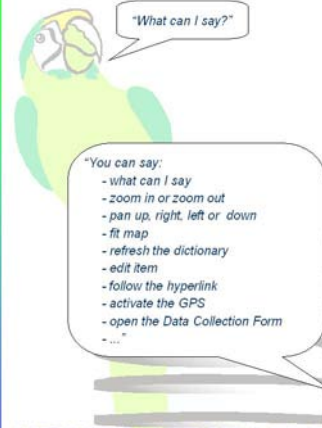 “What can I say?”
“You can say:
- what can I say
- zoom in or zoom out
- pan up, right, left or down
- fit map
- refresh the dictionary
- edit item
- follow the hyperlink
- activate the GPS
- open the Data Collection Form
- ...”